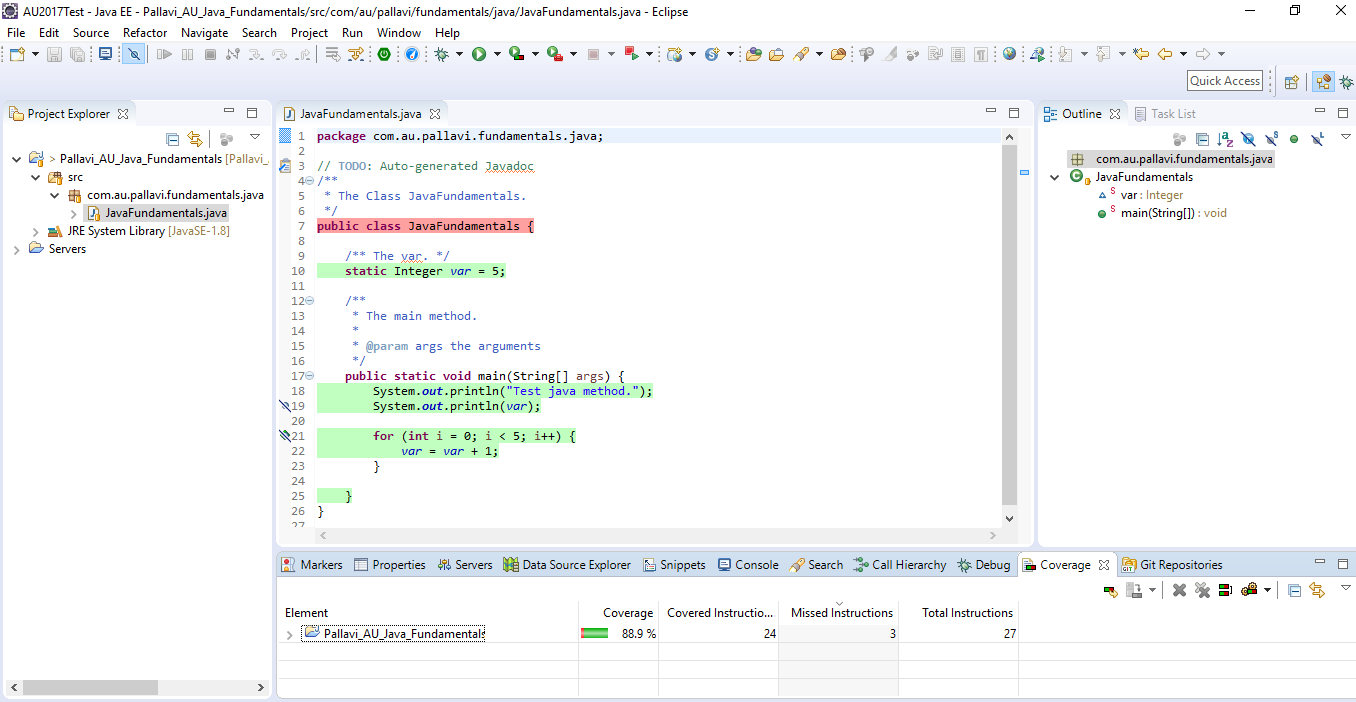 AU2017Test - Java EE - Pallavi_AU_Java_Fundamentals/src/com/au/pallavi/fundamentals/java/JavaFundamentals.java - Eclipse
File Edit Source Refactor Navigate Search Project Run Window Help
Quick Access
Project Explorer
> Pallavi_AU_Java_Fundamentals [Pallavi_
src
com.au.pallavi.fundamentals.java
JavaFundamentals.java
JRE System Library [JavaSE-1.8]
Servers
JavaFundamentals.java
1 package com.au.pallavi.fundamentals.java;
2
3 // TODO: Auto-generated Javadoc
4 /**
5 * The Class JavaFundamentals.
6 */
7 public class JavaFundamentals {
8
9 /** The var. */
10 static Integer var = 5;
11
12 /**
13 * The main method.
14 *
15 * @param args the arguments
16 */
17 public static void main(String[] args) {
18 System.out.println("Test java method.");
19 System.out.println(var);
20
21 for (int i = 0; i < 5; i++) {
22 var = var + 1;
23 }
24
25 }
26 }
27
Outline Task List
com.au.pallavi.fundamentals.java
JavaFundamentals
var : Integer
main(String[]) : void
Markers Properties Servers Data Source Explorer Snippets Console Search Call Hierarchy Debug Coverage Git Repositories
Element Coverage Covered Instructio... Missed Instructions Total Instructions
Pallavi_AU_Java_Fundamentals 88.9 % 24 3 27